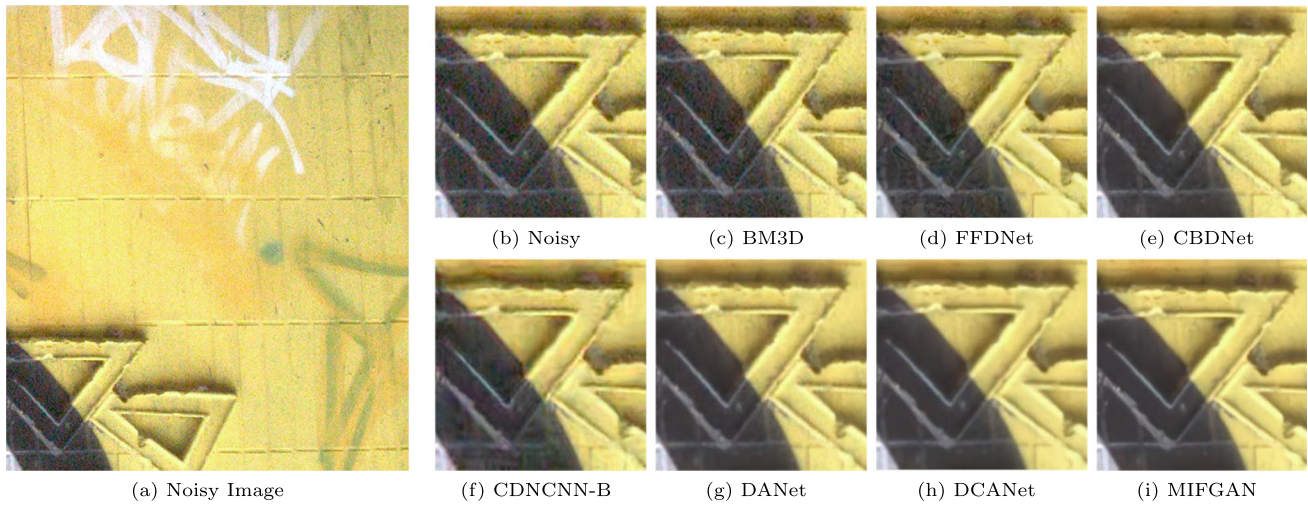 (b) Noisy
(c) BM3D
(d) FFDNet
(e) CBDNet
(a) Noisy Image
(f) CDNCNN-B
(g) DANet
(h) DCANet
(i) MIFGAN